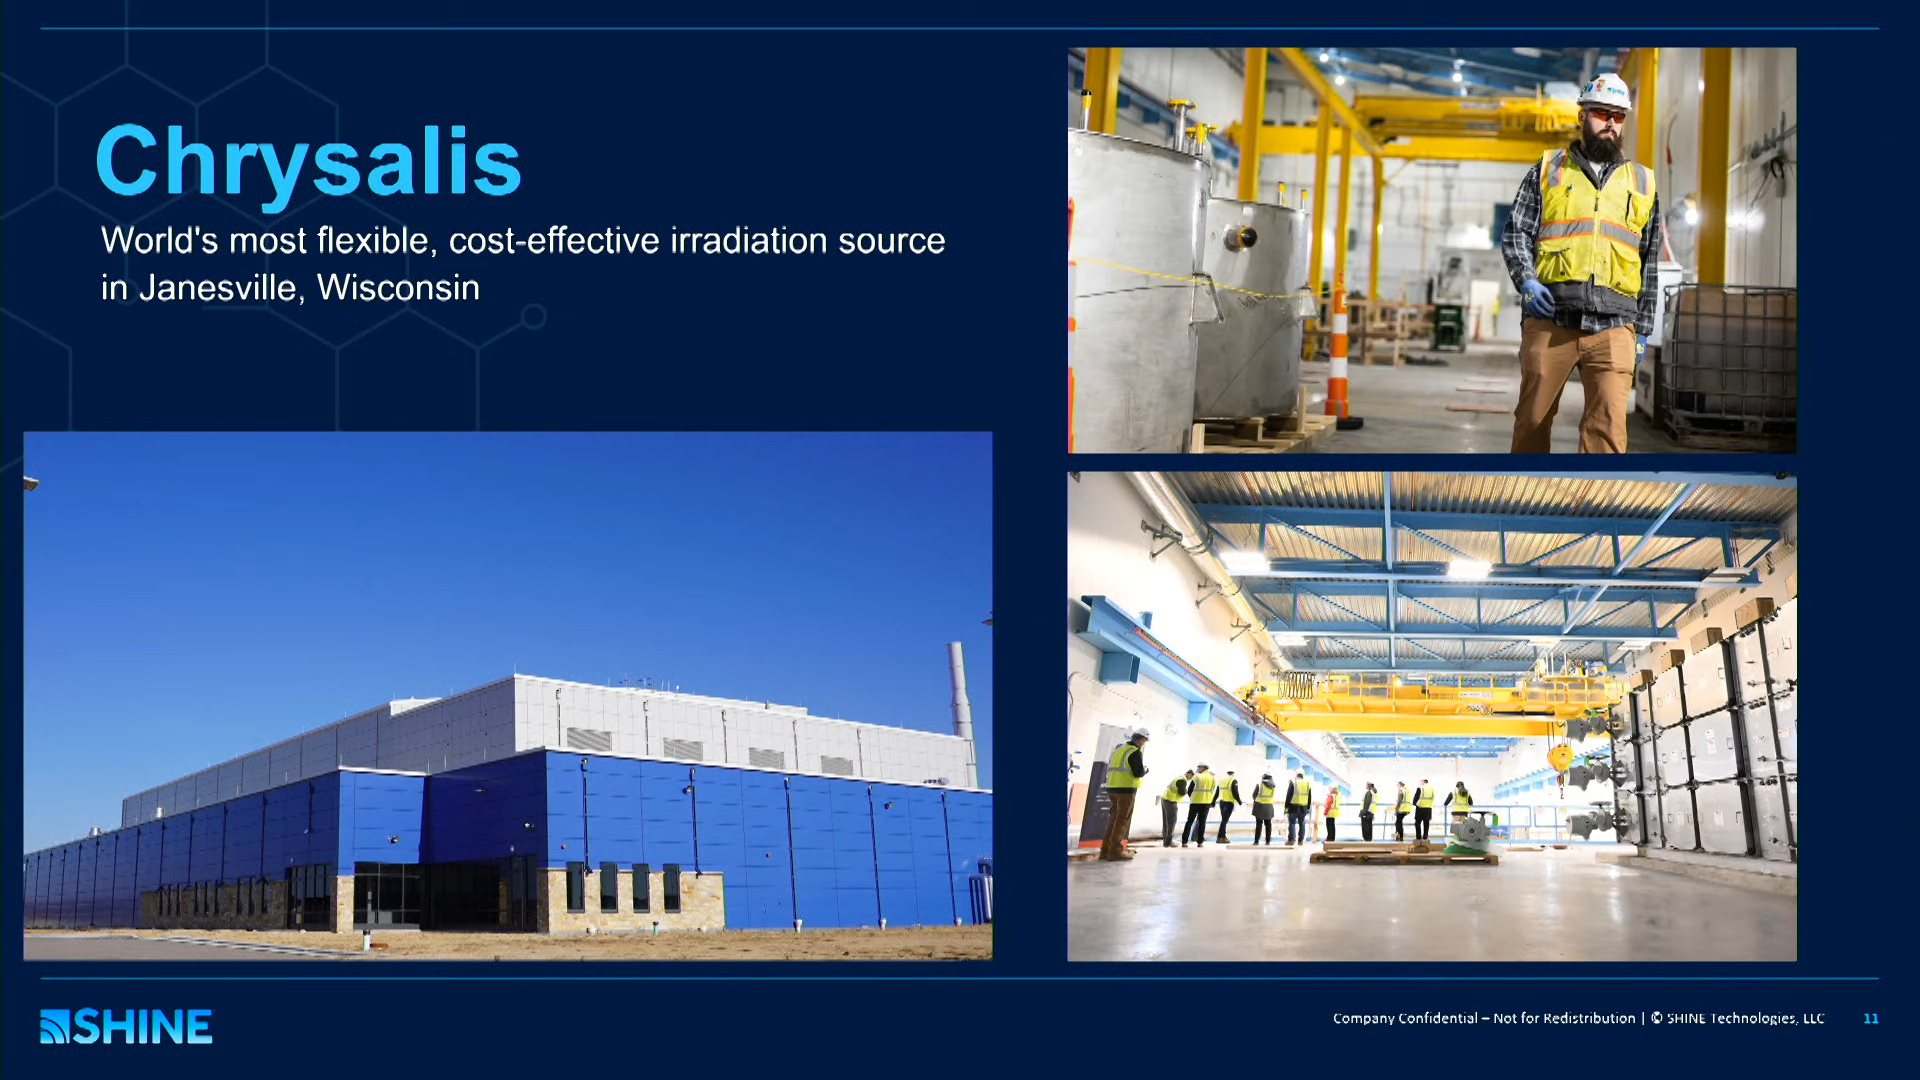 Chrysalis
World's most flexible, cost-effective irradiation source
in Janesville, Wisconsin
SHINE
Company Confidential – Not for Redistribution | © SHINE Technologies, LLC
11